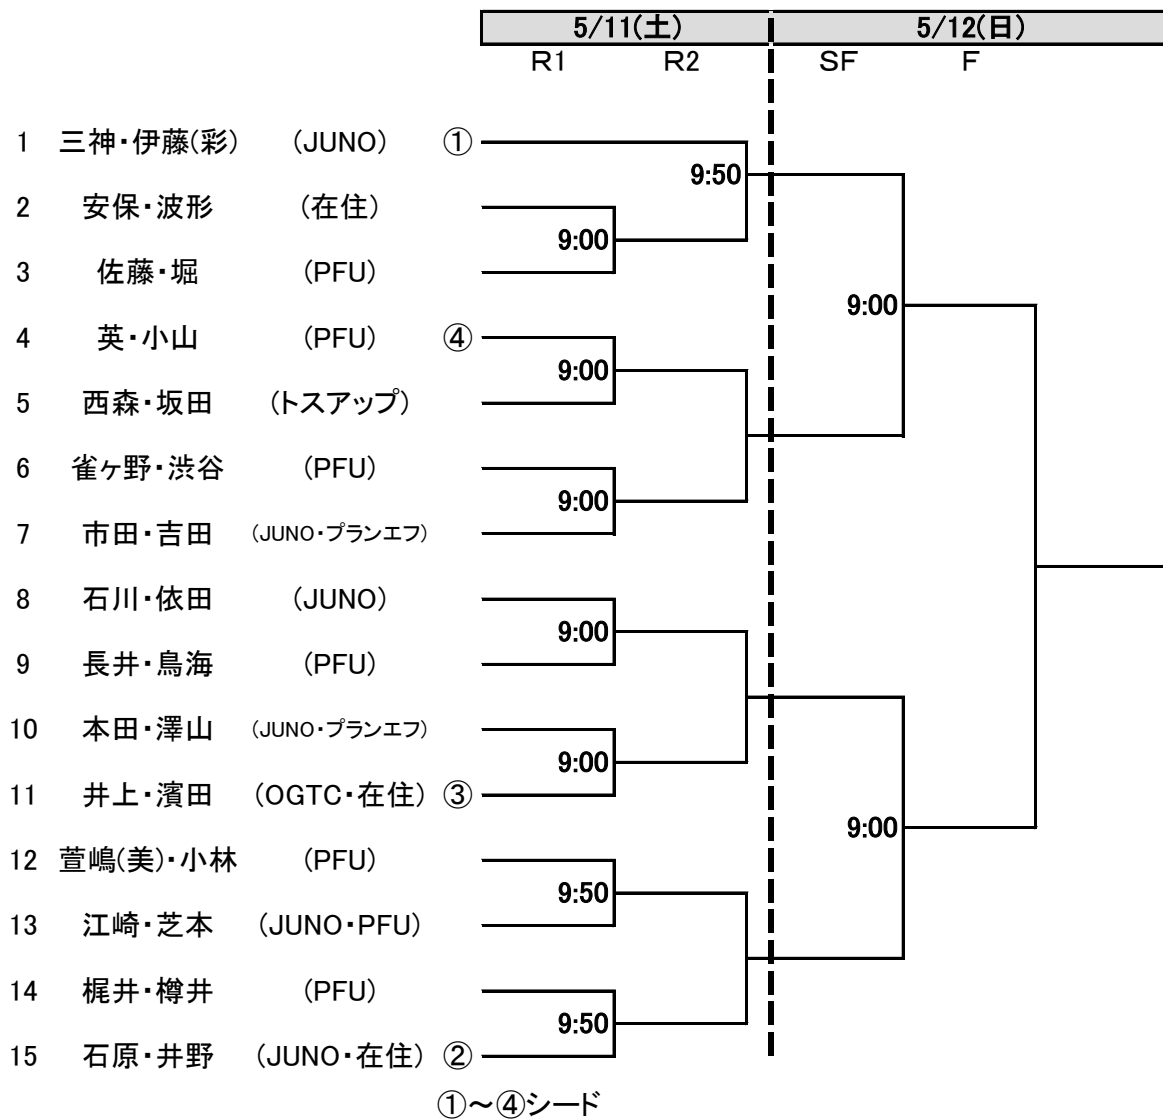 5/11(土) 5/12(日)
R1 R2 SF F
1 三神・伊藤(彩) (JUNO) ①
9:50
2 安保・波形 (在住)
9:00
3 佐藤・堀 (PFU)
9:00
4 英・小山 (PFU) ④
9:00
5 西森・坂田 (トスアップ)
6 雀ヶ野・渋谷 (PFU)
9:00
7 市田・吉田 (JUNO・プランエフ)
8 石川・依田 (JUNO)
9:00
9 長井・鳥海 (PFU)
10 本田・澤山 (JUNO・プランエフ)
9:00
11 井上・濱田 (OGTC・在住) ③
9:00
12 萱嶋(美)・小林 (PFU)
9:50
13 江崎・芝本 (JUNO・PFU)
14 梶井・樽井 (PFU)
9:50
15 石原・井野 (JUNO・在住) ②
①～④シード